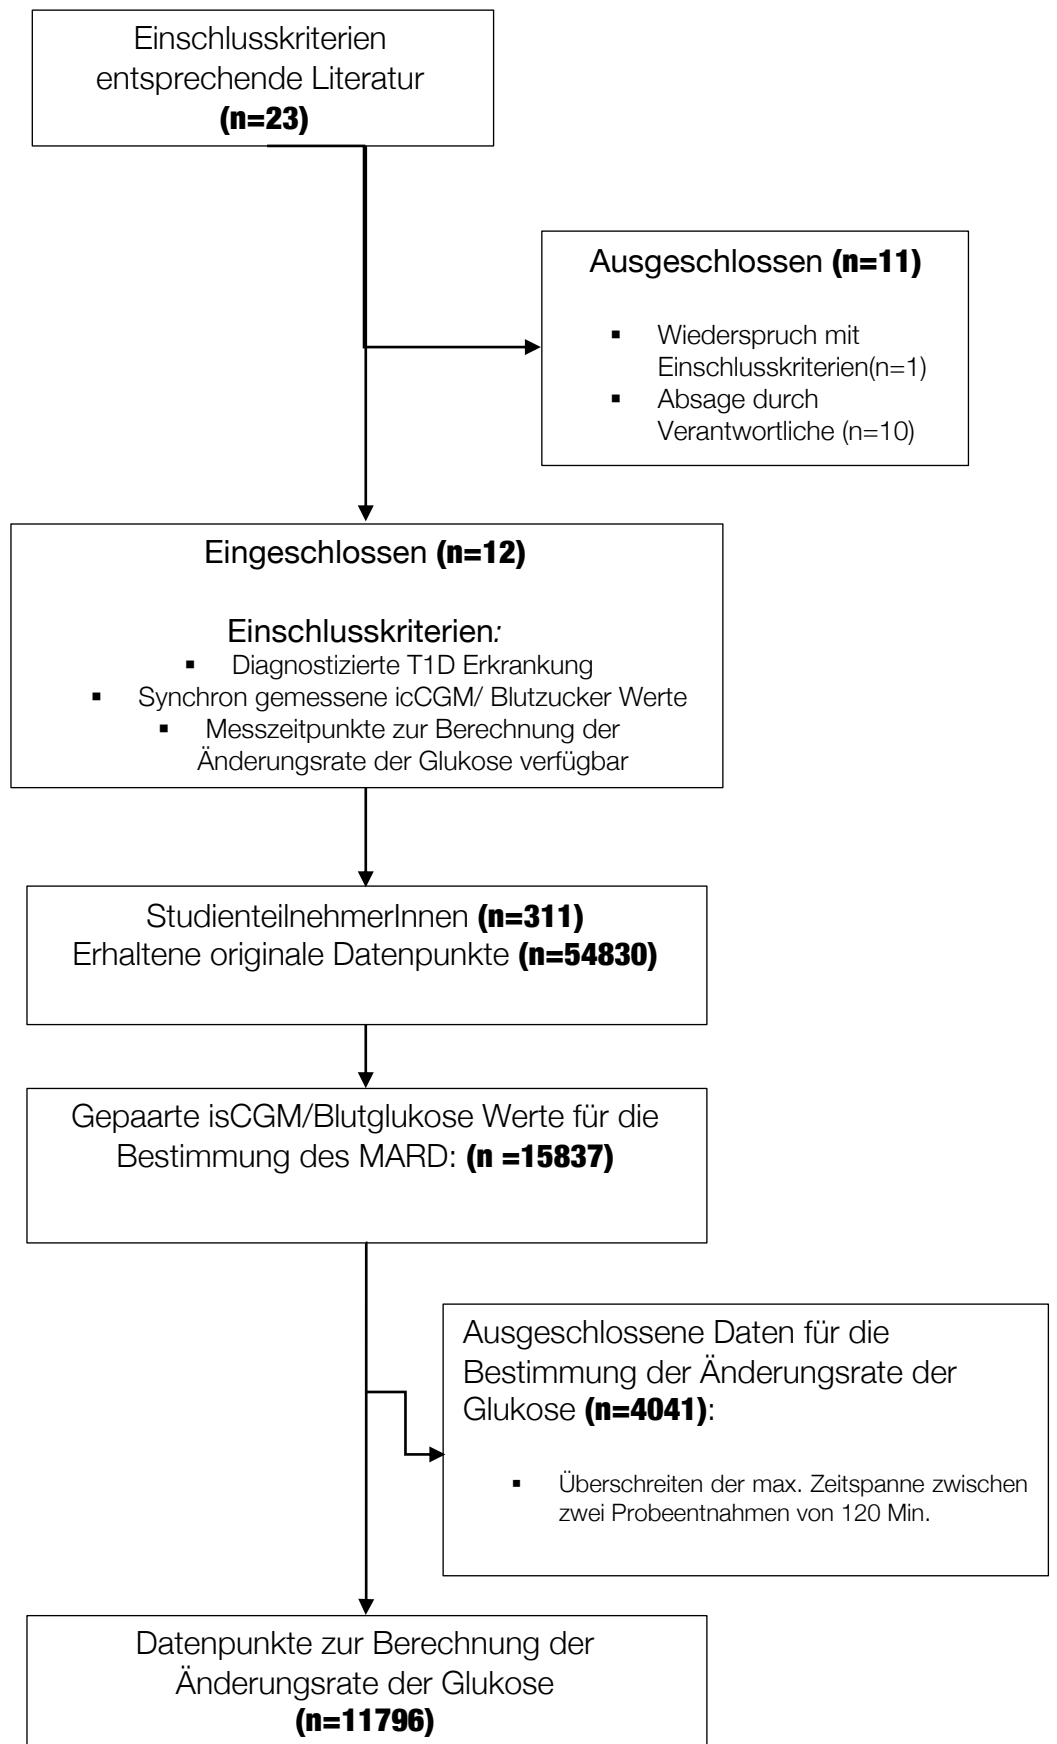 Einschlusskriterien
entsprechende Literatur
(n=23)
Ausgeschlossen (n=11)
▪ Wiederspruch mit
Einschlusskriterien(n=1)
▪ Absage durch
Verantwortliche (n=10)
Eingeschlossen (n=12)
Einschlusskriterien:
▪ Diagnostizierte T1D Erkrankung
▪ Synchron gemessene icCGM/ Blutzucker Werte
▪ Messzeitpunkte zur Berechnung der
Änderungsrate der Glukose verfügbar
StudienteilnehmerInnen (n=311)
Erhaltene originale Datenpunkte (n=54830)
Gepaarte isCGM/Blutglukose Werte für die
Bestimmung des MARD: (n =15837)
Ausgeschlossene Daten für die
Bestimmung der Änderungsrate der
Glukose (n=4041):
▪ Überschreiten der max. Zeitspanne zwischen
zwei Probeentnahmen von 120 Min.
Datenpunkte zur Berechnung der
Änderungsrate der Glukose
(n=11796)